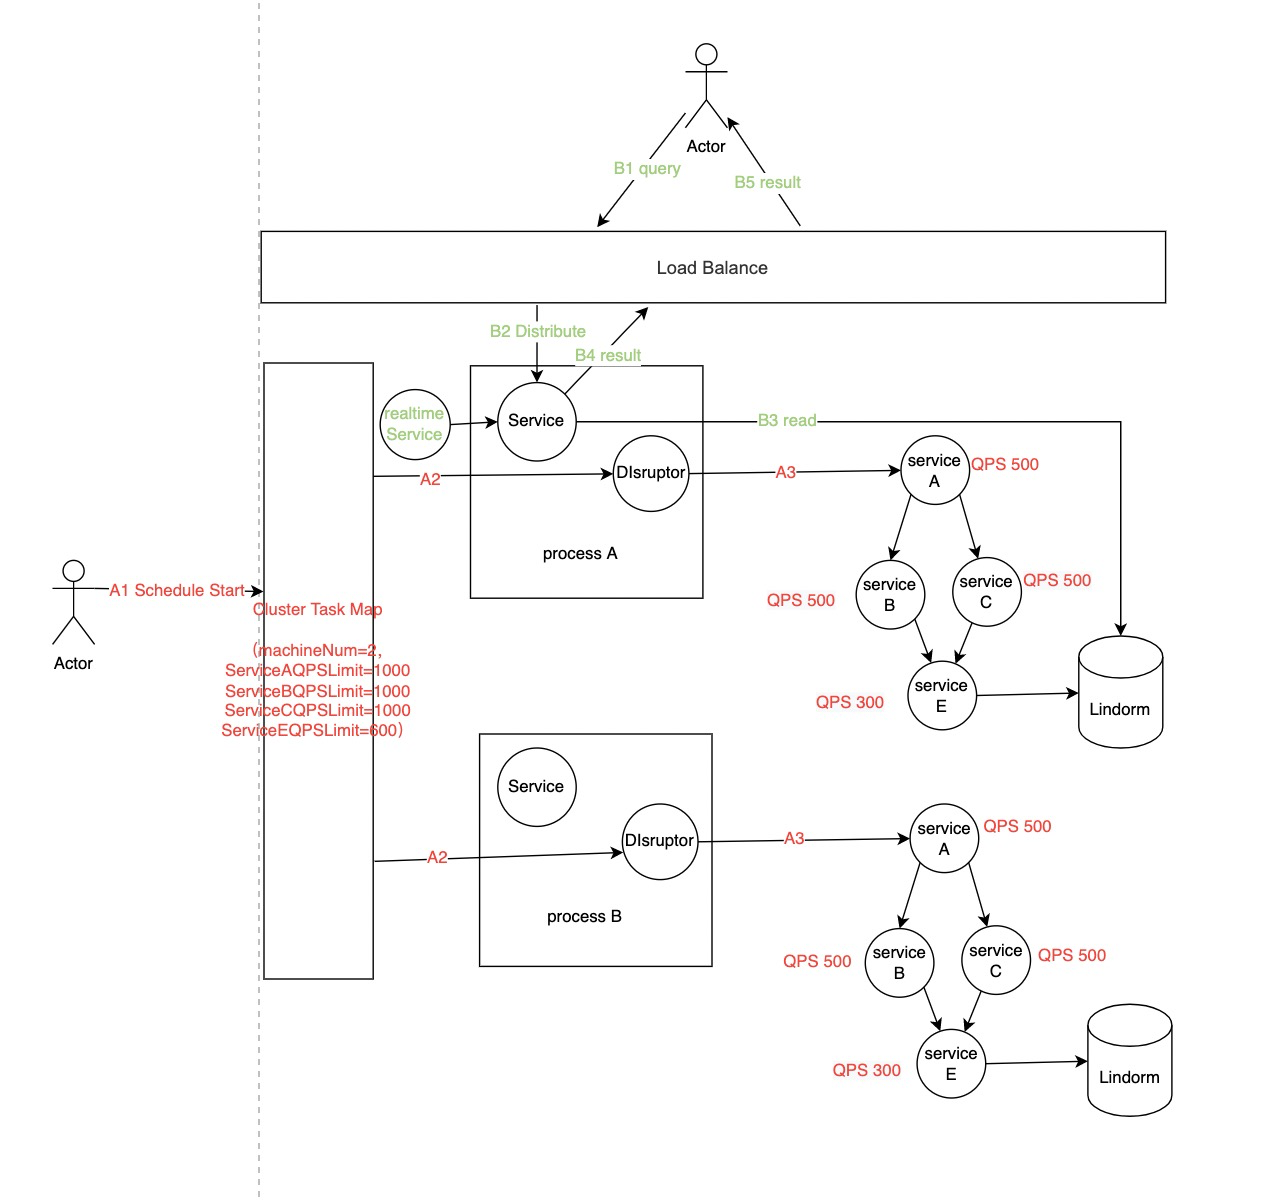 Actor
B1 query
B5 result
Load Balance
B2 Distribute
B4 result
realtime
Service
Service
B3 read
A2
DIsruptor
A3
service
A
QPS 500
process A
service
B
QPS 500
service
C
QPS 500
A1 Schedule Start
Actor
Cluster Task Map
(machineNum=2,
ServiceAQPSLimit=1000
ServiceBQPSLimit=1000
ServiceCQPSLimit=1000
ServiceEQPSLimit=600)
QPS 300
service
E
Lindorm
Service
A2
DIsruptor
A3
service
A
QPS 500
process B
QPS 500
service
B
service
C
QPS 500
QPS 300
service
E
Lindorm